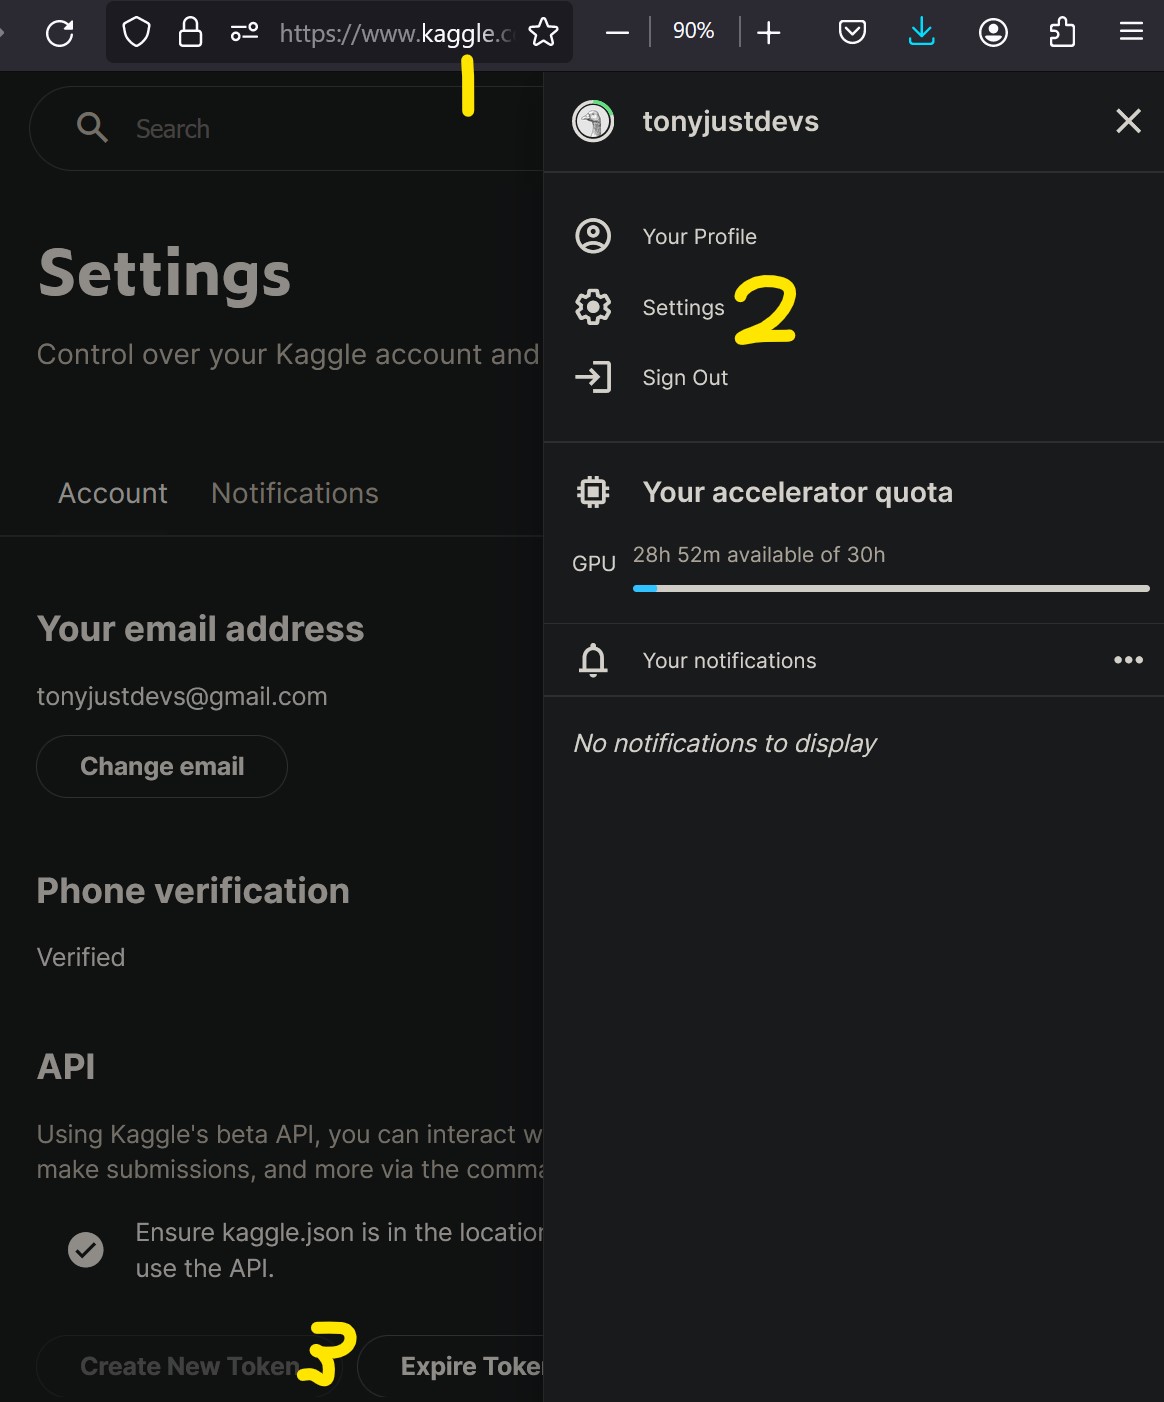 https://www.kaggle.c
90%
1
Search
tonyjustdevs
Your Profile
Settings 2
Sign Out
Settings
Control over your Kaggle account and
Account Notifications
Your accelerator quota
GPU 28h 52m available of 30h
Your notifications
No notifications to display
Your email address
tonyjustdevs@gmail.com
Change email
Phone verification
Verified
API
Using Kaggle's beta API, you can interact w
make submissions, and more via the comma
Ensure kaggle.json is in the location
use the API.
Create New Token 3 Expire Toke